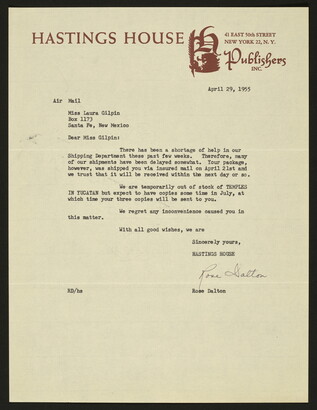 HASTINGS HOUSE
41 EAST 50th STREET
NEW YORK 22, N. Y.
Publishers
INC.
April 29, 1955
Air Mail
Miss Laura Gilpin
Box 1173
Santa Fe, New Mexico
Dear Miss Gilpin:
There has been a shortage of help in our
Shipping Department these past few weeks. Therefore, many
of our shipments have been delayed somewhat. Your package,
however, was shipped you via insured mail on April 21st and
we trust that it will be received within the next day or so.
We are temporarily out of stock of TEMPLES
IN YUCATAN but expect to have copies some time in July, at
which time your three copies will be sent to you.
We regret any inconvenience caused you in
this matter.
With all good wishes, we are
Sincerely yours,
HASTINGS HOUSE
Rose Dalton
RD/hs
Rose Dalton